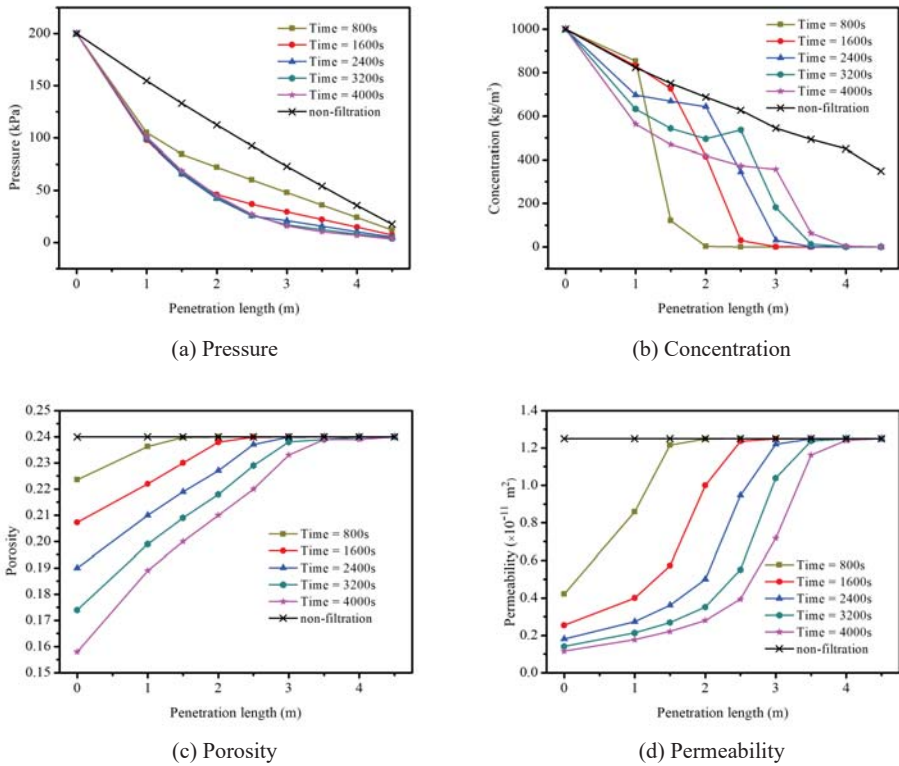 200
150
100
50
0
Pressure (kPa)
0 1 2 3 4
Penetration length (m)
Time = 800s
Time = 1600s
Time = 2400s
Time = 3200s
Time = 4000s
non-filtration
(a) Pressure
1000
800
600
400
200
0
Concentration (kg/m³)
0 1 2 3 4
Penetration length (m)
Time = 800s
Time = 1600s
Time = 2400s
Time = 3200s
Time = 4000s
non-filtration
(b) Concentration
0.25
0.24
0.23
0.22
0.21
0.20
0.19
0.18
0.17
0.16
0.15
Porosity
0 1 2 3 4
Penetration length (m)
Time = 800s
Time = 1600s
Time = 2400s
Time = 3200s
Time = 4000s
non-filtration
(c) Porosity
1.4
1.2
1.0
0.8
0.6
0.4
0.2
0.0
Permeability (×10⁻¹¹ m²)
0 1 2 3 4
Penetration length (m)
Time = 800s
Time = 1600s
Time = 2400s
Time = 3200s
Time = 4000s
non-filtration
(d) Permeability